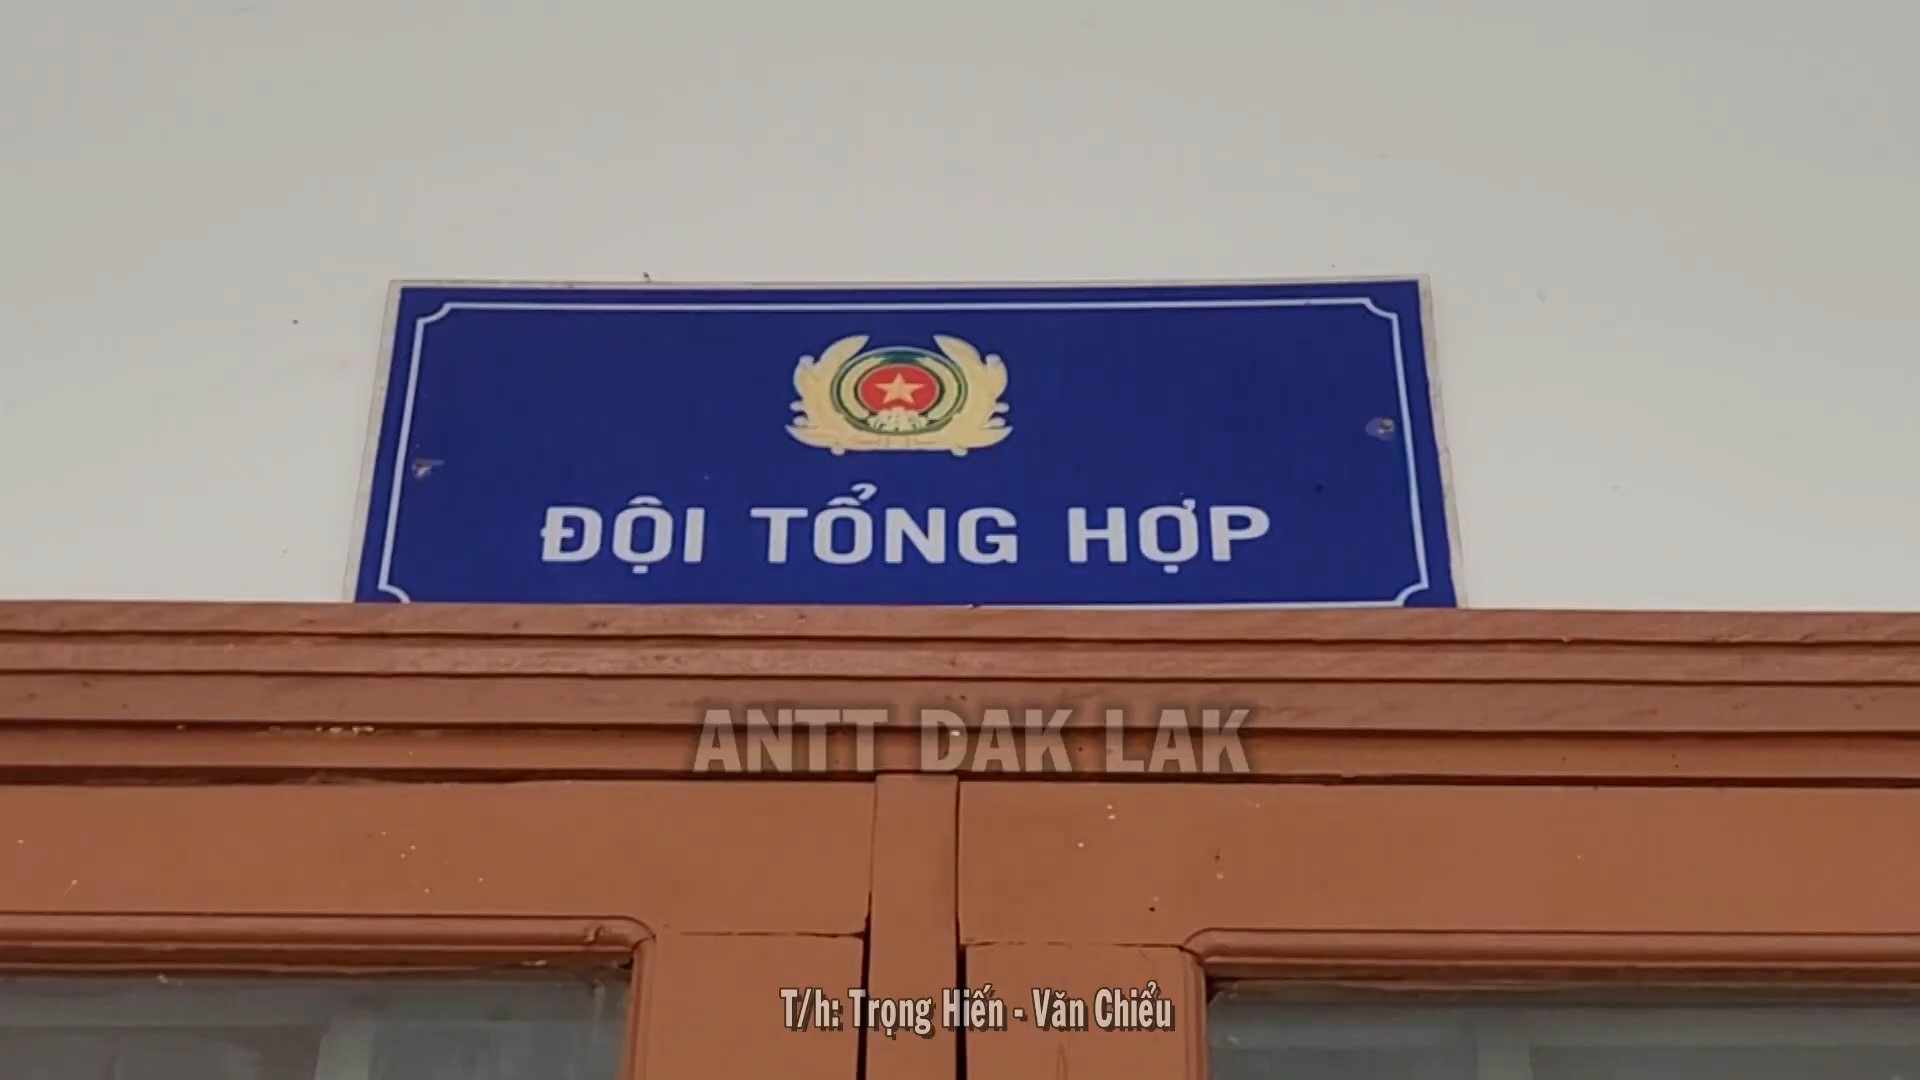 ĐỘI TỔNG HỢP
ANTT DAK LAK
T/h: Trọng Hiến - Văn Chiểu